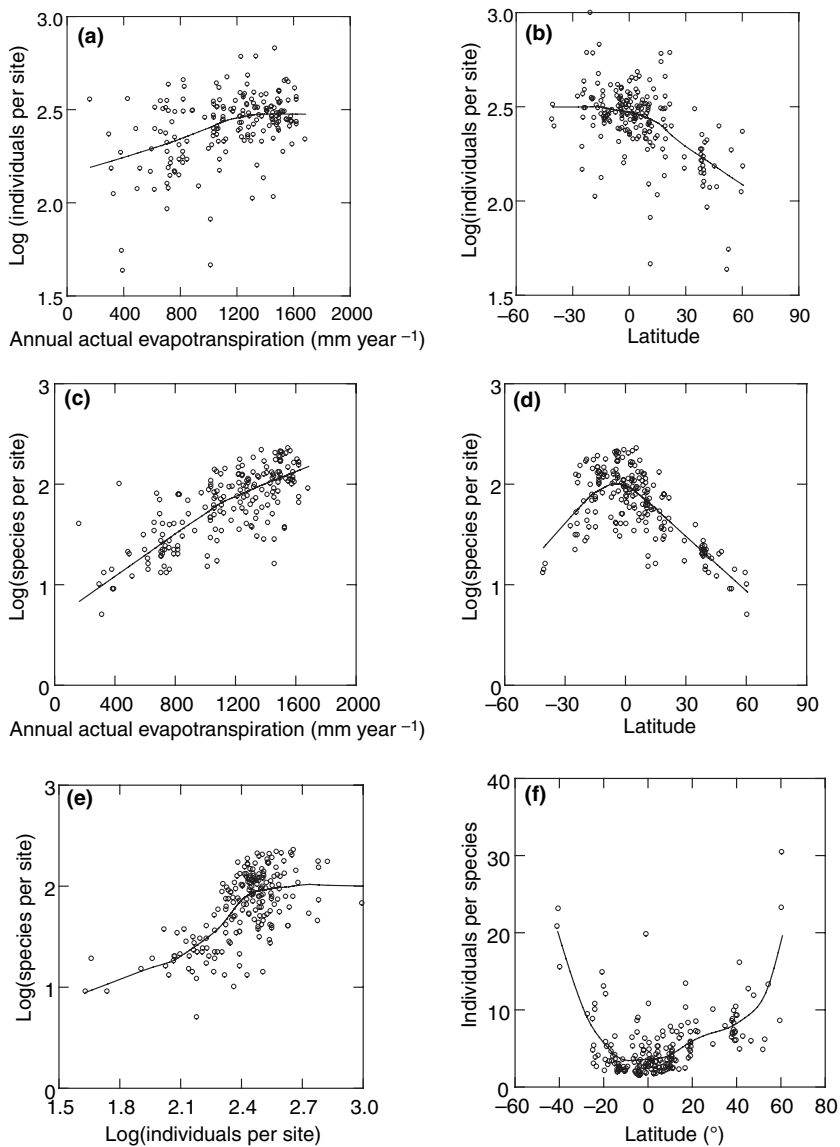 (a)
Log (individuals per site)
3.0
2.5
2.0
1.5
0 400 800 1200 1600 2000
Annual actual evapotranspiration (mm year −1)
(b)
Log(individuals per site)
3.0
2.5
2.0
1.5
−60 −30 0 30 60 90
Latitude
(c)
Log(species per site)
3
2
1
0
0 400 800 1200 1600 2000
Annual actual evapotranspiration (mm year −1)
(d)
Log(species per site)
3
2
1
0
−60 −30 0 30 60 90
Latitude
(e)
Log(species per site)
3
2
1
0
1.5 1.8 2.1 2.4 2.7 3.0
Log(individuals per site)
(f)
Individuals per species
40
30
20
10
0
−60 −40 −20 0 20 40 60 80
Latitude (°)